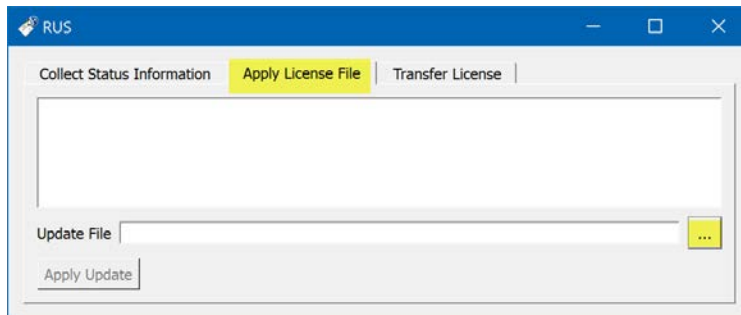 RUS
Collect Status Information Apply License File Transfer License
Update File ...
Apply Update